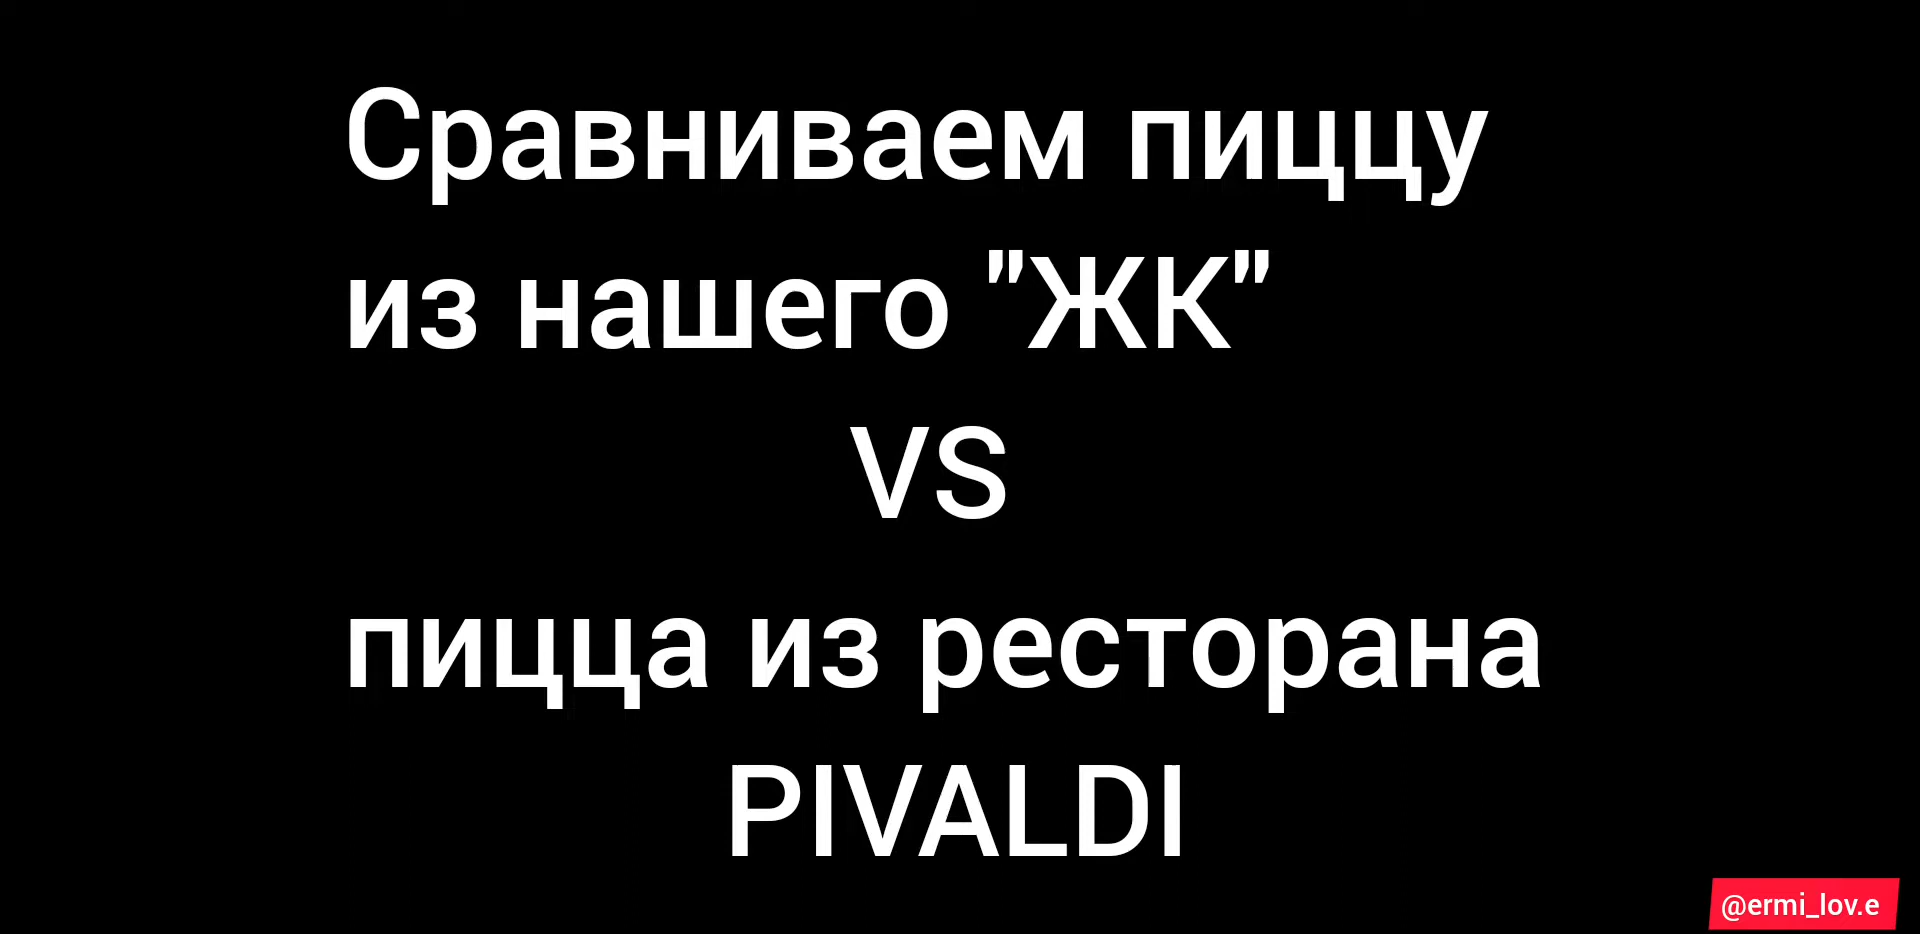 Сравниваем пиццу
из нашего "ЖК"
VS
пицца из ресторана
PIVALDI
@ermi_lov.e